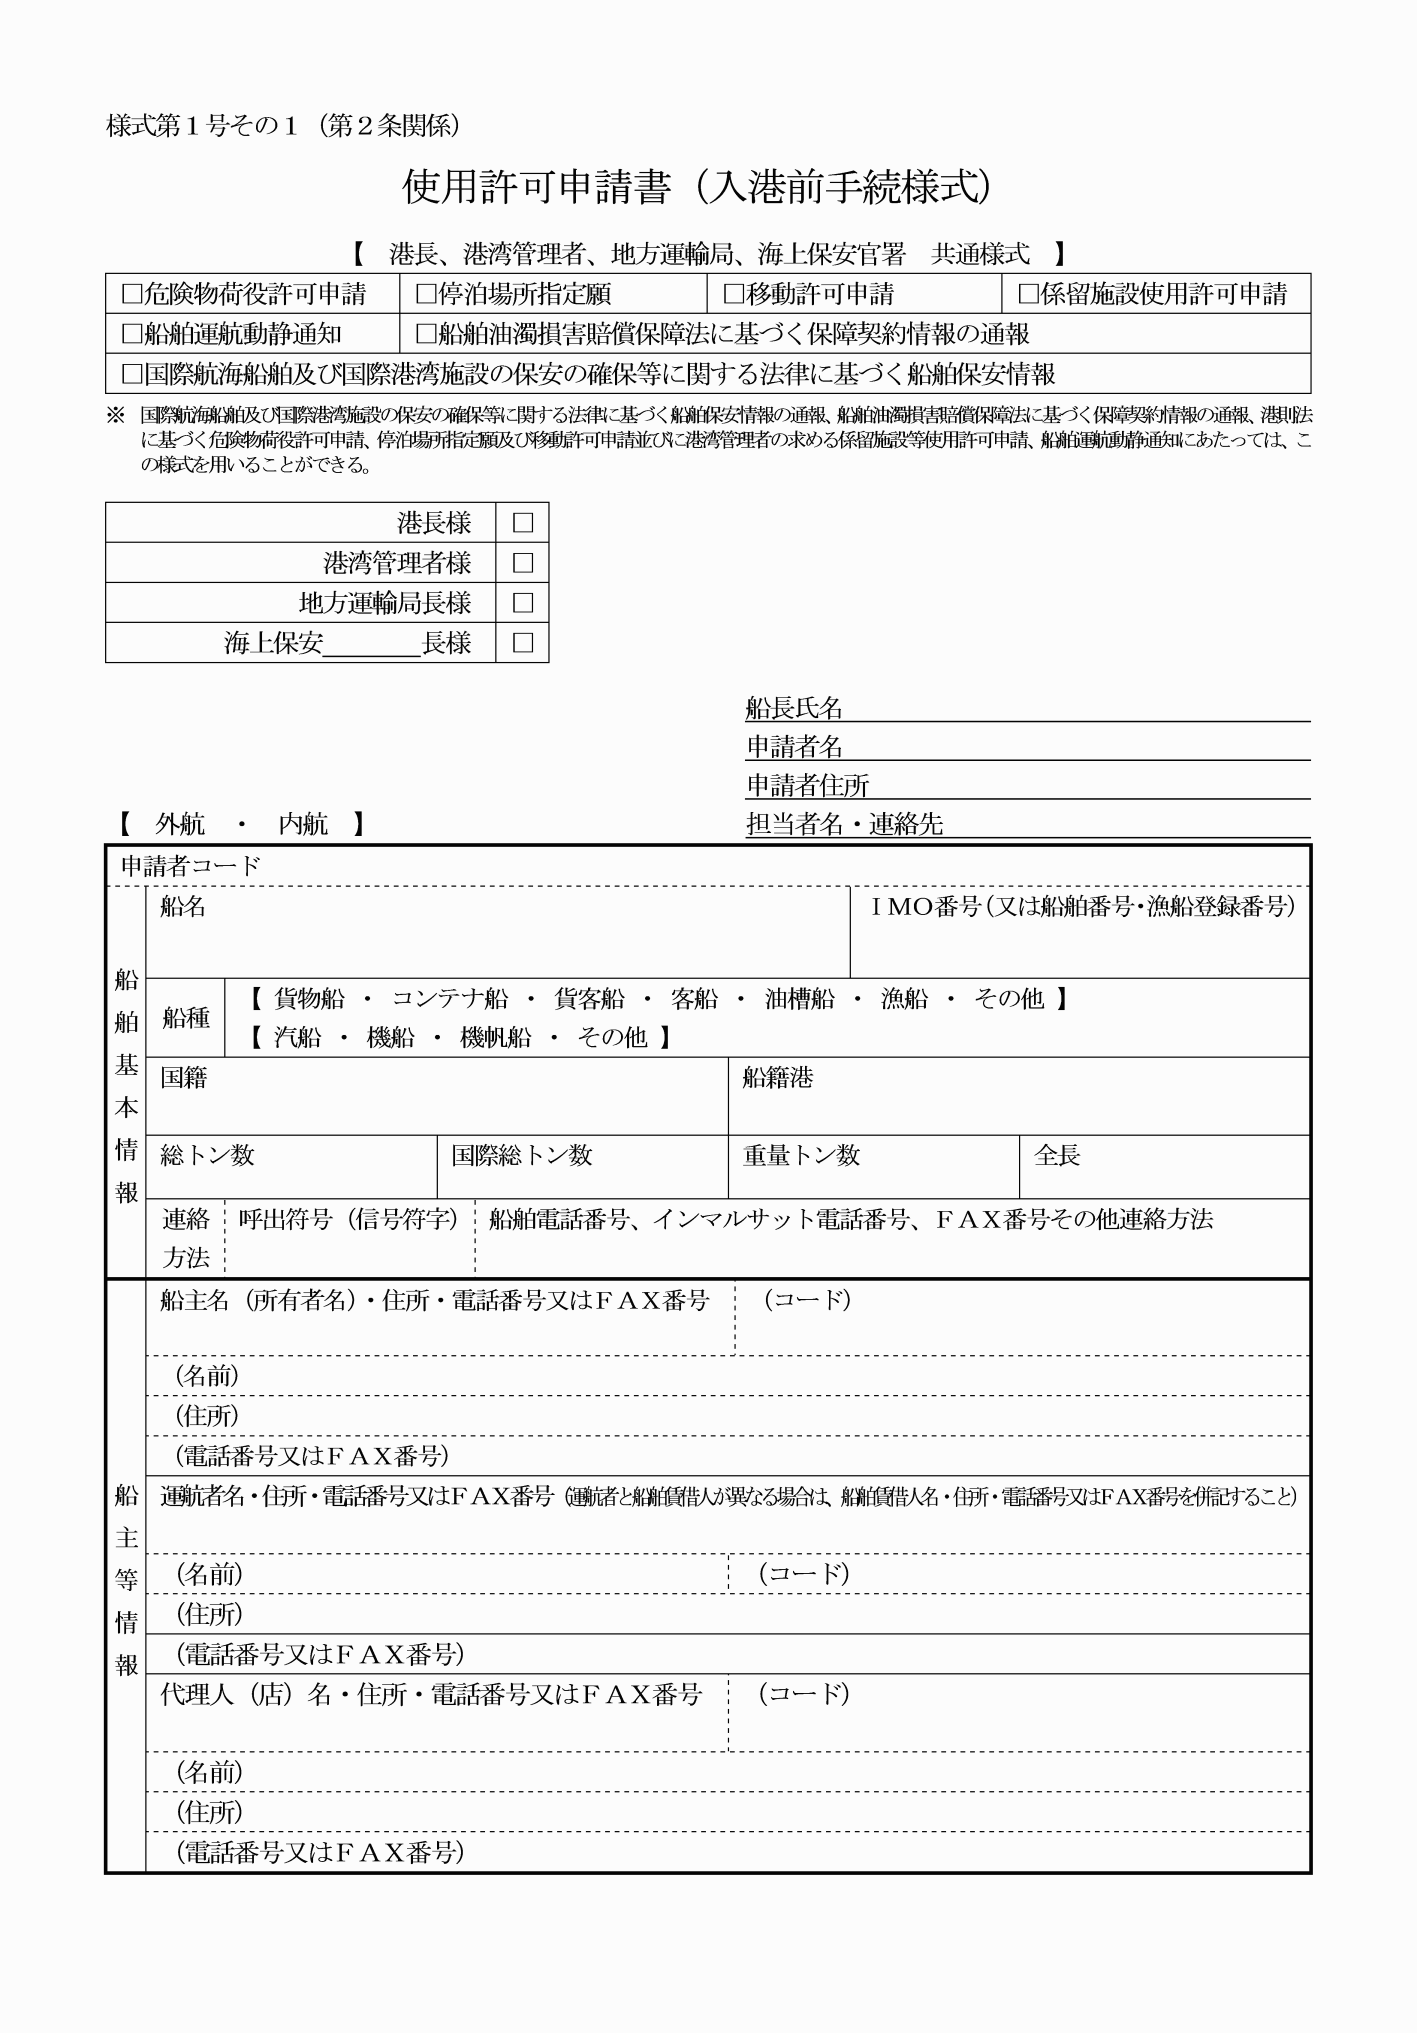 様式第１号その１（第２条関係）
使用許可申請書（入港前手続様式）
【　港長、港湾管理者、地方運輸局、海上保安官署　共通様式　】
□危険物荷役許可申請 □停泊場所指定願 □移動許可申請 □係留施設使用許可申請
□船舶運航動静通知 □船舶油濁損害賠償保障法に基づく保障契約情報の通報
□国際航海船舶及び国際港湾施設の保安の確保等に関する法律に基づく船舶保安情報
※　国際航海船舶及び国際港湾施設の保安の確保等に関する法律に基づく船舶保安情報の通報、船舶油濁損害賠償保障法に基づく保障契約情報の通報、港則法
に基づく危険物荷役許可申請、停泊場所指定願及び移動許可申請並びに港湾管理者の求める係留施設等使用許可申請、船舶運航動静通知にあたっては、こ
の様式を用いることができる。
港長様 □
港湾管理者様 □
地方運輸局長様 □
海上保安＿＿＿＿長様 □
船長氏名
申請者名
申請者住所
【　外航　・　内航　】 担当者名・連絡先
申請者コード
船舶基本情報
船名 ＩＭＯ番号（又は船舶番号・漁船登録番号）
船種 【 貨物船 ・ コンテナ船 ・ 貨客船 ・ 客船 ・ 油槽船 ・ 漁船 ・ その他 】
【 汽船 ・ 機船 ・ 機帆船 ・ その他 】
国籍 船籍港
総トン数 国際総トン数 重量トン数 全長
連絡方法 呼出符号（信号符字） 船舶電話番号、インマルサット電話番号、ＦＡＸ番号その他連絡方法
船主等情報
船主名（所有者名）・住所・電話番号又はＦＡＸ番号 （コード）
（名前）
（住所）
（電話番号又はＦＡＸ番号）
運航者名・住所・電話番号又はＦＡＸ番号（運航者と船舶賃借人が異なる場合は、船舶賃借人名・住所・電話番号又はＦＡＸ番号を併記すること）
（名前） （コード）
（住所）
（電話番号又はＦＡＸ番号）
代理人（店）名・住所・電話番号又はＦＡＸ番号 （コード）
（名前）
（住所）
（電話番号又はＦＡＸ番号）